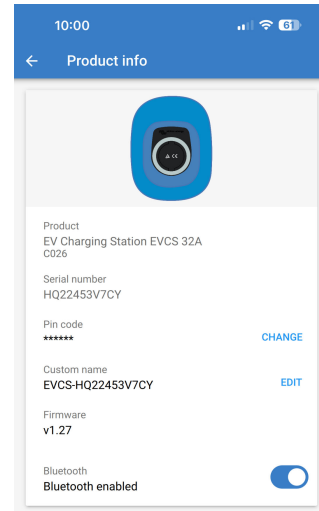 10:00
61
Product info
Product
EV Charging Station EVCS 32A
C026
Serial number
HQ22453V7CY
Pin code
******
CHANGE
Custom name
EVCS-HQ22453V7CY
EDIT
Firmware
v1.27
Bluetooth
Bluetooth enabled